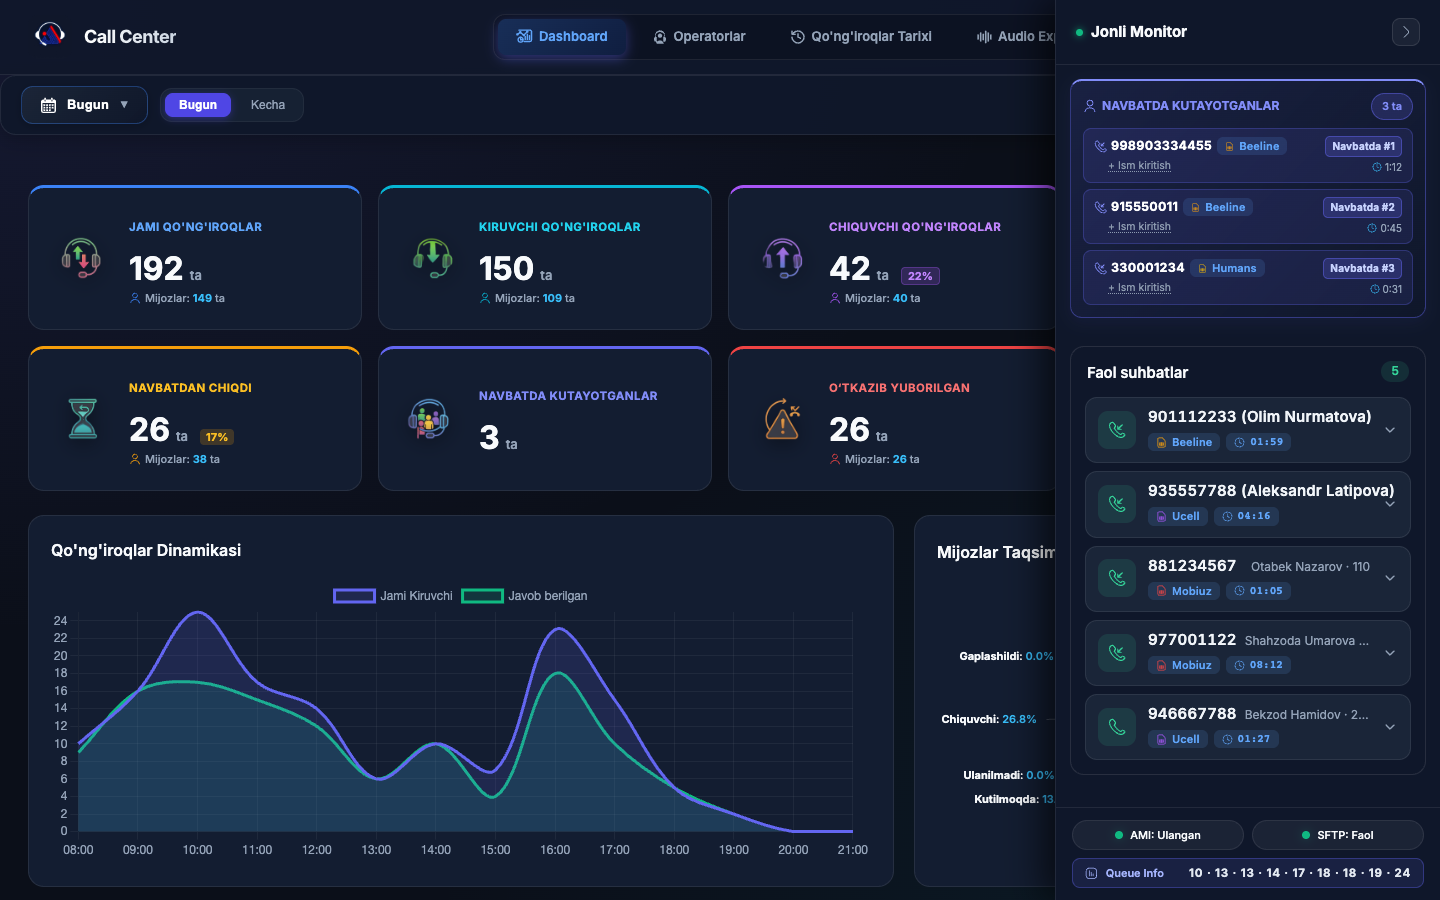 Call Center
Dashboard
Operatorlar
Qo'ng'iroqlar Tarixi
Audio
Bugun ▼
Bugun
Kecha
JAMI QO'NG'IROQLAR
192 ta
Mijozlar: 149 ta
KIRUVCHI QO'NG'IROQLAR
150 ta
Mijozlar: 109 ta
CHIQUVCHI QO'NG'IROQLAR
42 ta 22%
Mijozlar: 40 ta
NAVBATDAN CHIQDI
26 ta 17%
Mijozlar: 38 ta
NAVBATDA KUTAYOTGANLAR
3 ta
O'TKAZIB YUBORILGAN
26 ta
Mijozlar: 26 ta
Qo'ng'iroqlar Dinamikasi
Jami Kiruvchi
Javob berilgan
24
22
20
18
16
14
12
10
8
6
4
2
0
08:00 09:00 10:00 11:00 12:00 13:00 14:00 15:00 16:00 17:00 18:00 19:00 20:00 21:00
Mijozlar
Gaplashildi: 0.0%
Chiquvchi: 26.8%
Ulanilmadi: 0.0%
Kutilmoqda: 13
Jonli Monitor
NAVBATDA KUTAYOTGANLAR
3 ta
998903334455 Beeline Navbatda #1
+ Ism kiritish 1:12
915550011 Beeline Navbatda #2
+ Ism kiritish 0:45
330001234 Humans Navbatda #3
+ Ism kiritish 0:31
Faol suhbatlar 5
901112233 (Olim Nurmatova)
Beeline 01:59
935557788 (Aleksandr Latipova)
Ucell 04:16
881234567 Otabek Nazarov · 110
Mobiuz 01:05
977001122 Shahzoda Umarova ...
Mobiuz 08:12
946667788 Bekzod Hamidov · 2...
Ucell 01:27
AMI: Ulangan
SFTP: Faol
Queue Info 10 · 13 · 13 · 14 · 17 · 18 · 18 · 19 · 24